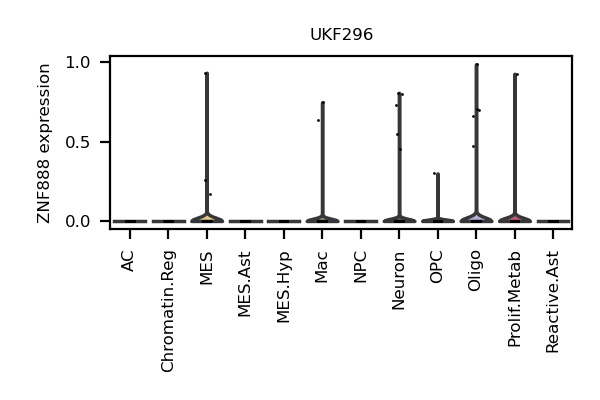 UKF296
ZNF888 expression
1.0
0.5
0.0
AC
Chromatin.Reg
MES
MES.Ast
MES.Hyp
Mac
NPC
Neuron
OPC
Oligo
Prolif.Metab
Reactive.Ast